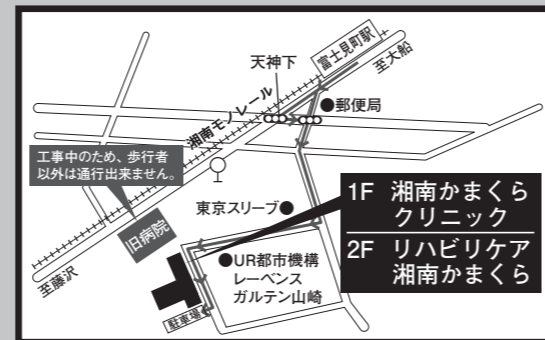 富士見町駅
至大船
天神下
●郵便局
湘南モノレール
工事中のため、歩行者
以外は通行出来ません。
旧病院
至藤沢
東京スリーブ●
1F 湘南かまくら
クリニック
2F リハビリケア
湘南かまくら
●UR都市機構
レーベンス
ガルテン山崎
駐車場